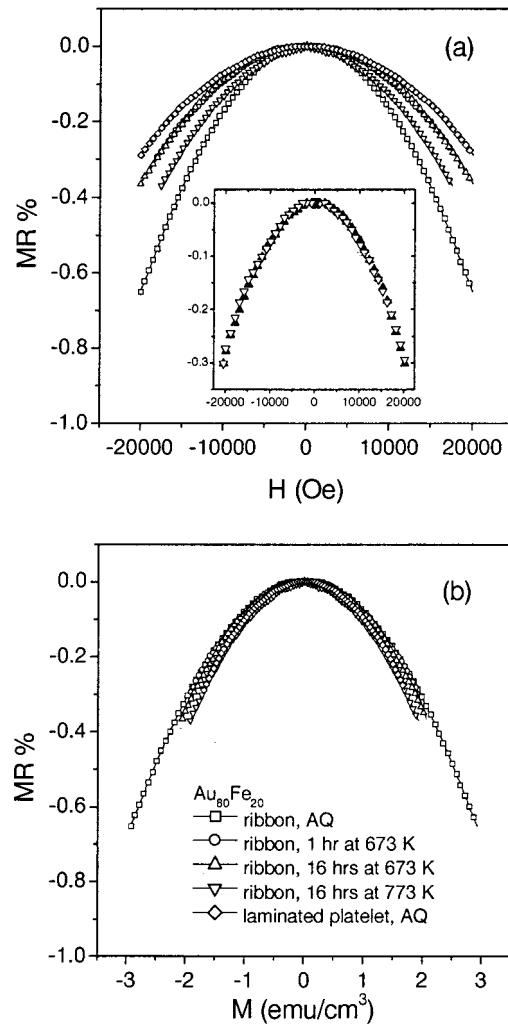 (a)
0.0
-0.2
-0.4
-0.6
-0.8
-1.0
MR %
-20000 -10000 0 10000 20000
H (Oe)
0.0
-0.1
-0.2
-0.3
-20000 -10000 0 10000 20000
(b)
0.0
-0.2
-0.4
-0.6
-0.8
-1.0
MR %
Au80Fe20
ribbon, AQ
ribbon, 1 hr at 673 K
ribbon, 16 hrs at 673 K
ribbon, 16 hrs at 773 K
laminated platelet, AQ
-3 -2 -1 0 1 2 3
M (emu/cm³)